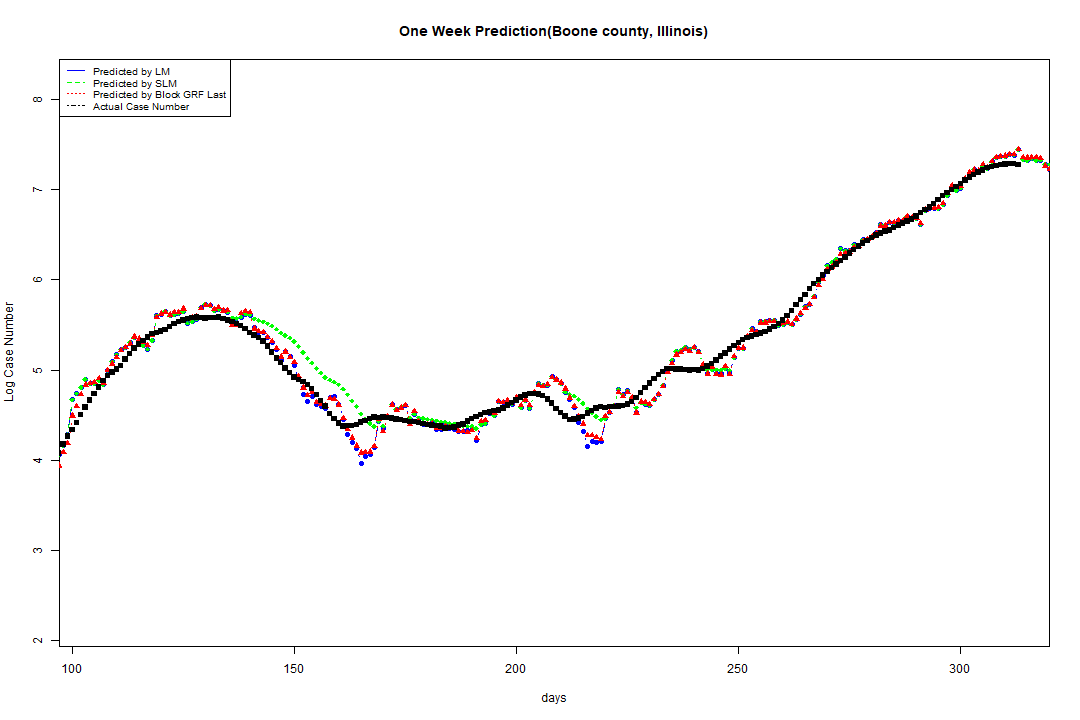 One Week Prediction(Boone county, Illinois)
Predicted by LM
Predicted by SLM
Predicted by Block GRF Last
Actual Case Number
Log Case Number
8
7
6
5
4
3
2
100 150 200 250 300
days